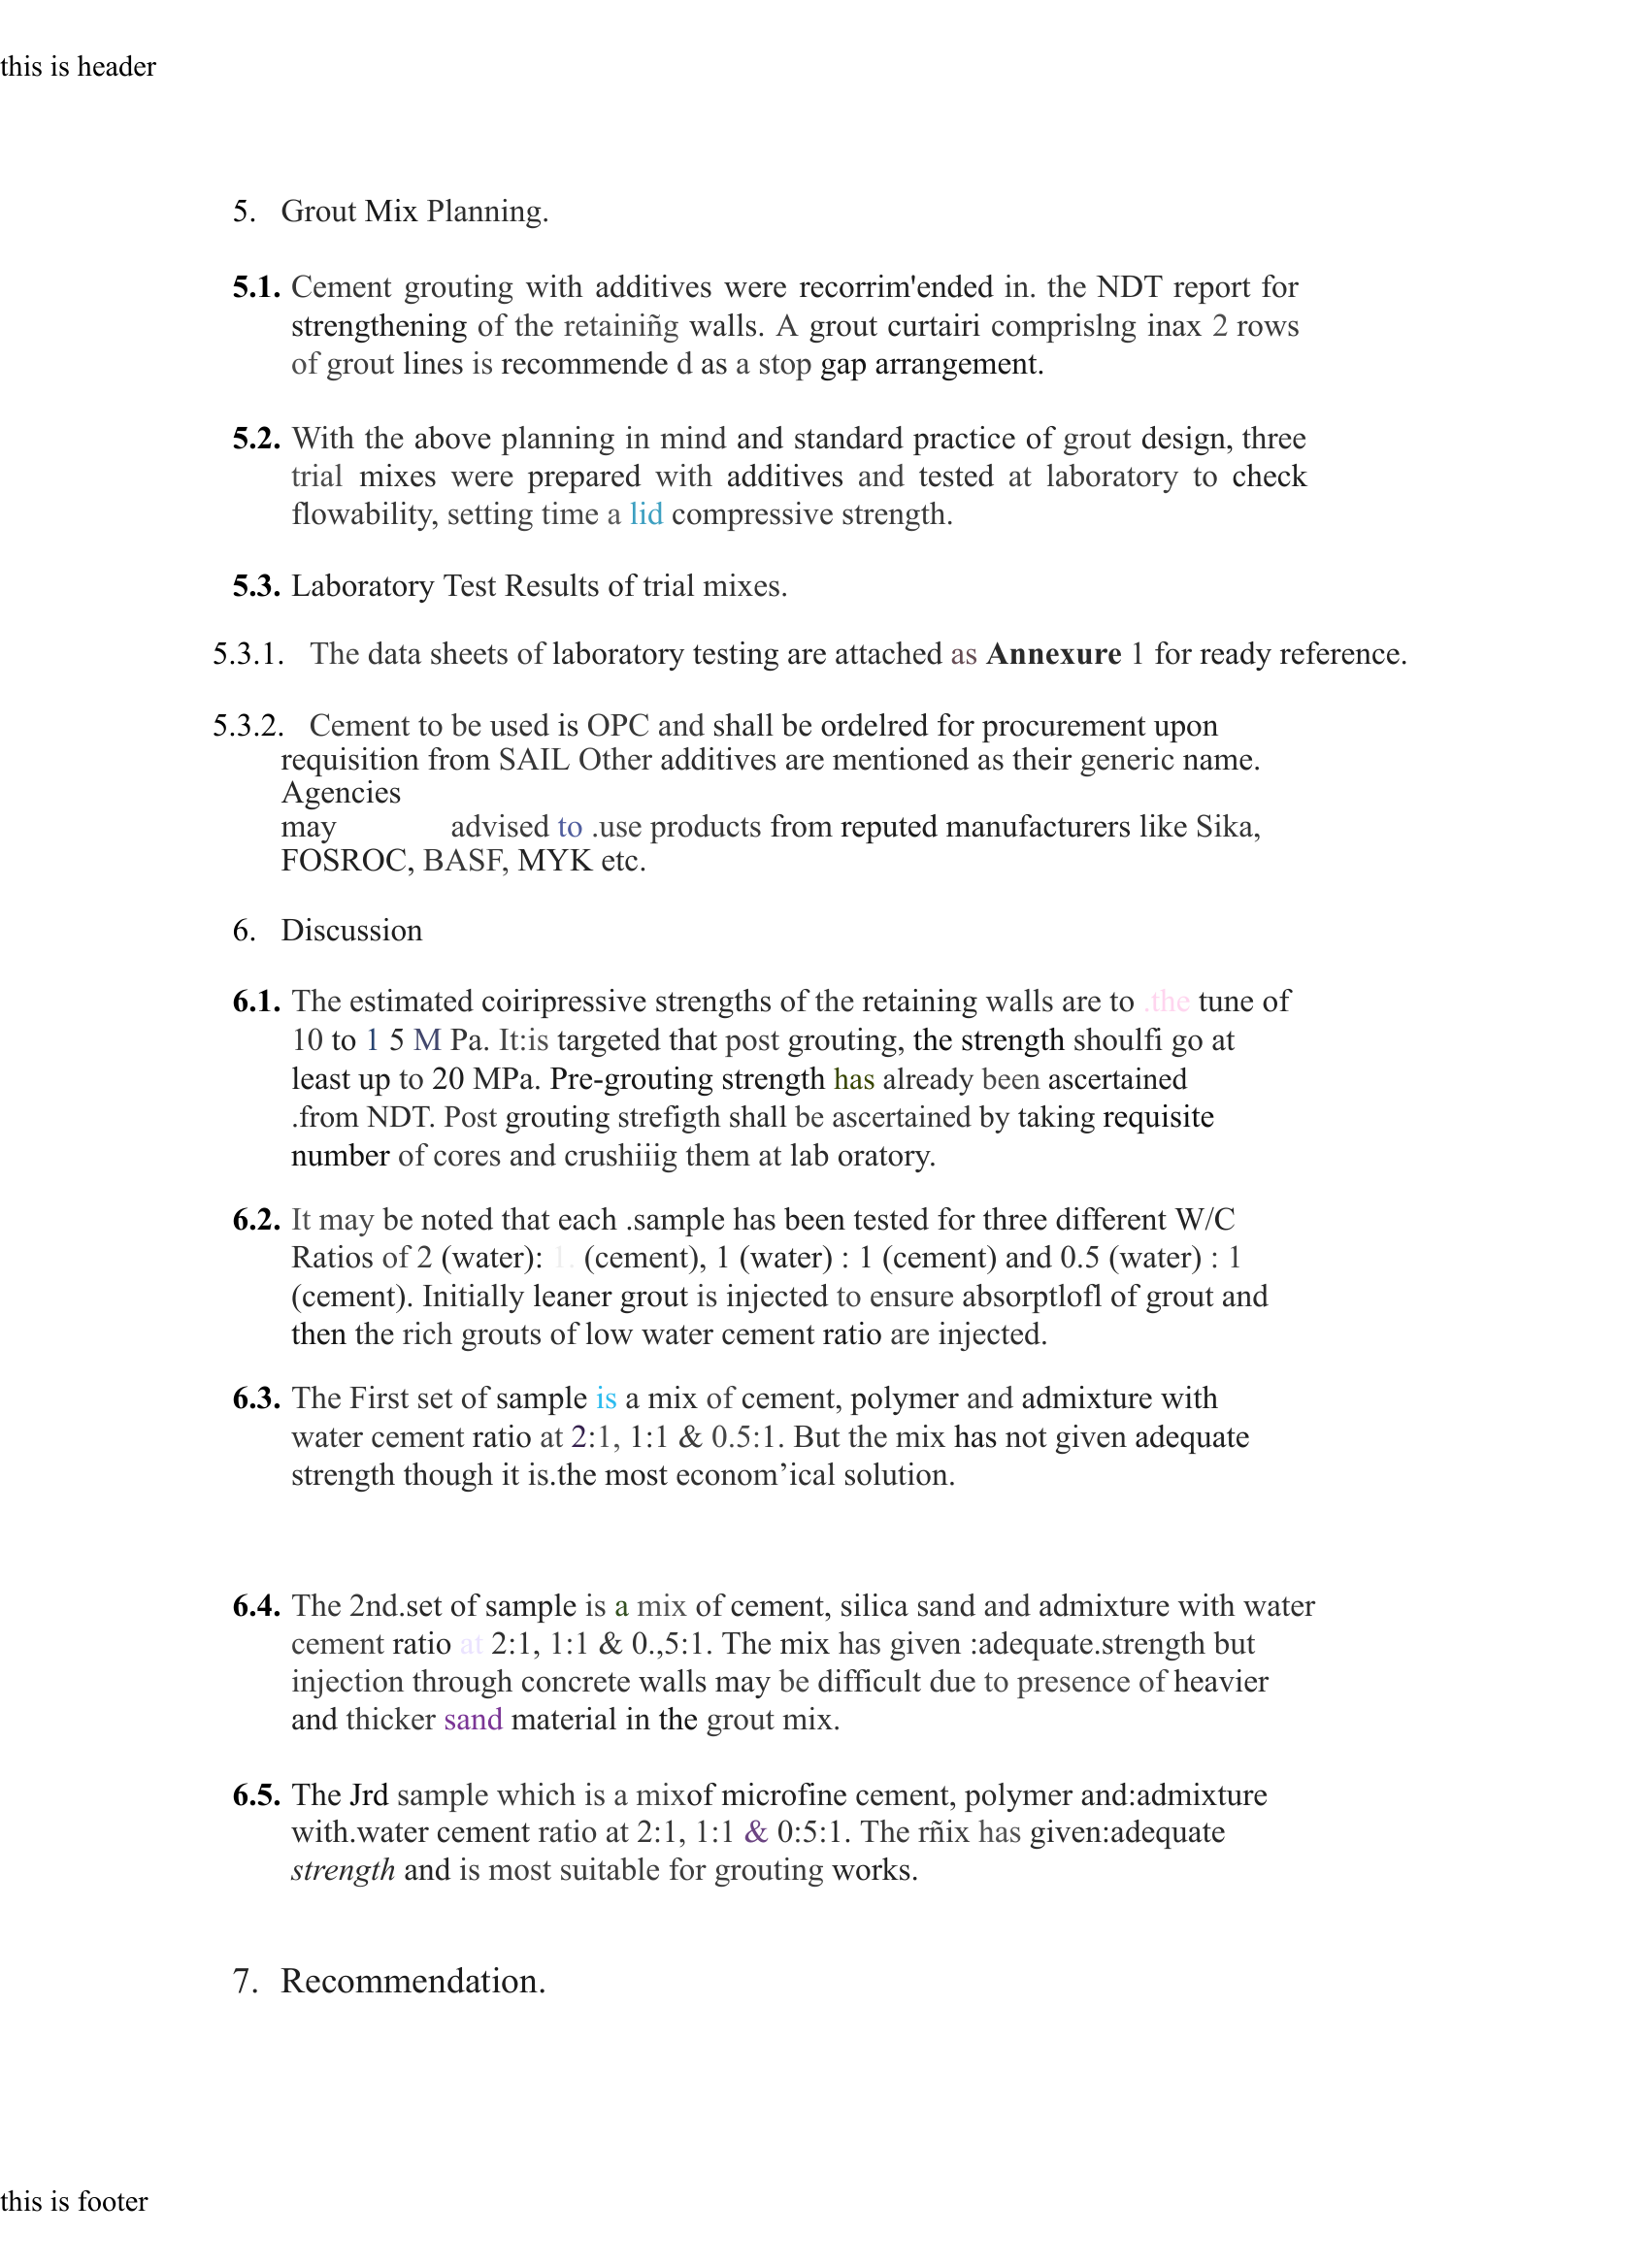 this is header
5. Grout Mix Planning.
5.1. Cement grouting with additives were recorrim'ended in. the NDT report for
strengthening of the retainiñg walls. A grout curtairi comprislng inax 2 rows
of grout lines is recommende d as a stop gap arrangement.
5.2. With the above planning in mind and standard practice of grout design, three
trial mixes were prepared with additives and tested at laboratory to check
flowability, setting time a lid compressive strength.
5.3. Laboratory Test Results of trial mixes.
5.3.1. The data sheets of laboratory testing are attached as Annexure 1 for ready reference.
5.3.2. Cement to be used is OPC and shall be ordelred for procurement upon
requisition from SAIL Other additives are mentioned as their generic name.
Agencies
may advised to .use products from reputed manufacturers like Sika,
FOSROC, BASF, MYK etc.
6. Discussion
6.1. The estimated coiripressive strengths of the retaining walls are to .the tune of
10 to 1 5 M Pa. It:is targeted that post grouting, the strength shoulfi go at
least up to 20 MPa. Pre-grouting strength has already been ascertained
.from NDT. Post grouting strefigth shall be ascertained by taking requisite
number of cores and crushiiig them at lab oratory.
6.2. It may be noted that each .sample has been tested for three different W/C
Ratios of 2 (water): 1. (cement), 1 (water) : 1 (cement) and 0.5 (water) : 1
(cement). Initially leaner grout is injected to ensure absorptlofl of grout and
then the rich grouts of low water cement ratio are injected.
6.3. The First set of sample is a mix of cement, polymer and admixture with
water cement ratio at 2:1, 1:1 & 0.5:1. But the mix has not given adequate
strength though it is.the most econom’ical solution.
6.4. The 2nd.set of sample is a mix of cement, silica sand and admixture with water
cement ratio at 2:1, 1:1 & 0.,5:1. The mix has given :adequate.strength but
injection through concrete walls may be difficult due to presence of heavier
and thicker sand material in the grout mix.
6.5. The Jrd sample which is a mixof microfine cement, polymer and:admixture
with.water cement ratio at 2:1, 1:1 & 0:5:1. The rñix has given:adequate
strength and is most suitable for grouting works.
7. Recommendation.
this is footer